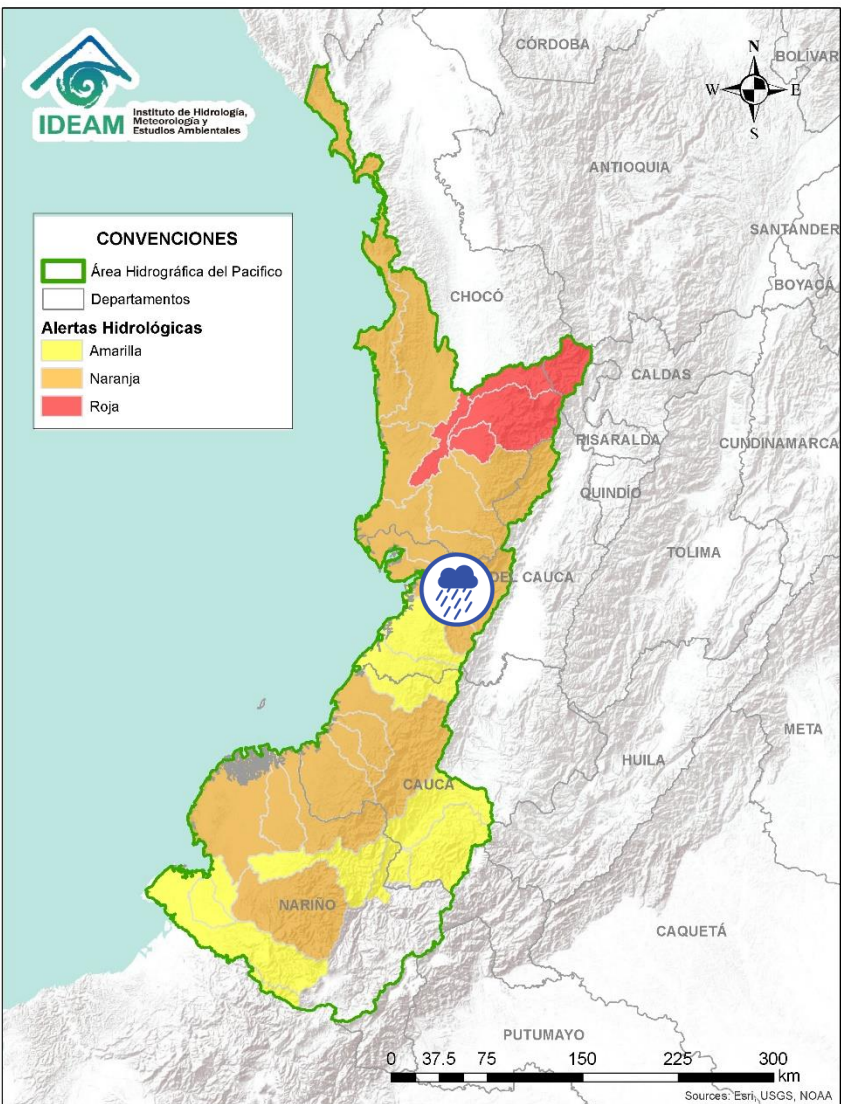 IDEAM
Instituto de Hidrología,
Meteorología y
Estudios Ambientales
N
W
E
S
CÓRDOBA
BOLÍVAR
ANTIOQUIA
SANTANDER
BOYACÁ
CHOCÓ
CONVENCIONES
Área Hidrográfica del Pacifico
Departamentos
Alertas Hidrológicas
Amarilla
Naranja
Roja
CALDAS
RISARALDA
CUNDINAMARCA
QUINDÍO
TOLIMA
DEL CAUCA
META
HUILA
CAUCA
NARIÑO
CAQUETÁ
PUTUMAYO
0 37.5 75 150 225 300
km
Sources: Esri, USGS, NOAA